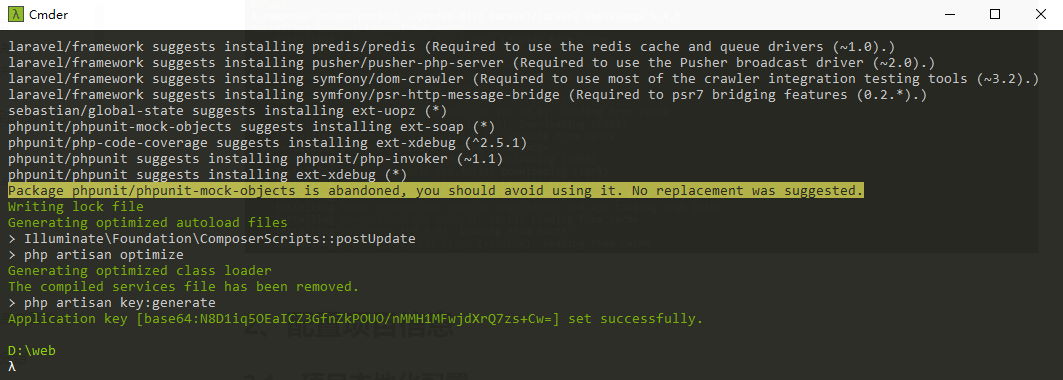 λ Cmder
laravel/framework suggests installing predis/predis (Required to use the redis cache and queue drivers (~1.0).)
laravel/framework suggests installing pusher/pusher-php-server (Required to use the Pusher broadcast driver (~2.0).)
laravel/framework suggests installing symfony/dom-crawler (Required to use most of the crawler integration testing tools (~3.2).)
laravel/framework suggests installing symfony/psr-http-message-bridge (Required to psr7 bridging features (0.2.*).)
sebastian/global-state suggests installing ext-uopz (*)
phpunit/phpunit-mock-objects suggests installing ext-soap (*)
phpunit/php-code-coverage suggests installing ext-xdebug (^2.5.1)
phpunit/phpunit suggests installing phpunit/php-invoker (~1.1)
phpunit/phpunit suggests installing ext-xdebug (*)
Package phpunit/phpunit-mock-objects is abandoned, you should avoid using it. No replacement was suggested.
Writing lock file
Generating optimized autoload files
> Illuminate\Foundation\ComposerScripts::postUpdate
> php artisan optimize
Generating optimized class loader
The compiled services file has been removed.
> php artisan key:generate
Application key [base64:N8D1iq5OEaICZ3GfnZkPOUO/nMMH1MFwjdXrQ7zs+Cw=] set successfully.
D:\web
λ